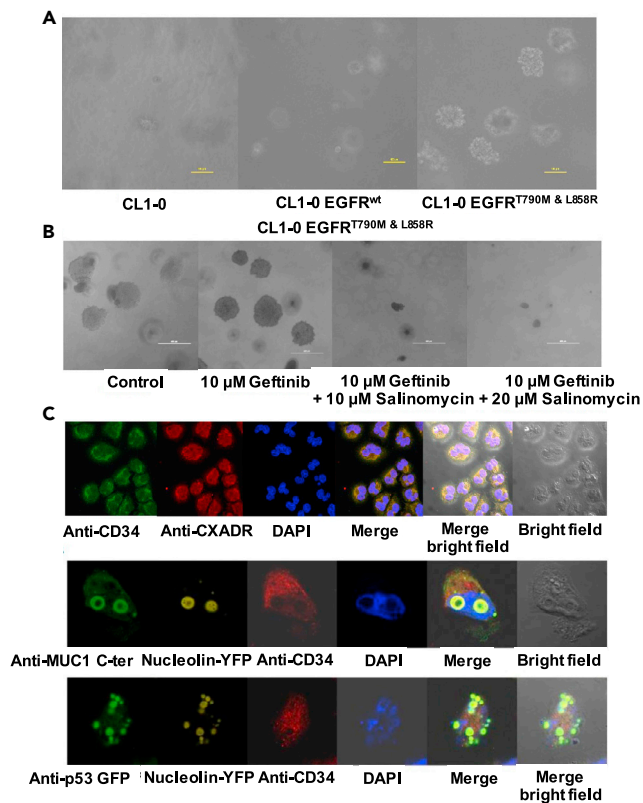 A
CL1-0
CL1-0 EGFRwt
CL1-0 EGFRT790M & L858R
B
CL1-0 EGFRT790M & L858R
Control
10 µM Geftinib
10 µM Geftinib
+ 10 µM Salinomycin
10 µM Geftinib
+ 20 µM Salinomycin
C
Anti-CD34
Anti-CXADR
DAPI
Merge
Merge
bright field
Bright field
Anti-MUC1 C-ter
Nucleolin-YFP
Anti-CD34
DAPI
Merge
Bright field
Anti-p53 GFP
Nucleolin-YFP
Anti-CD34
DAPI
Merge
Merge
bright field